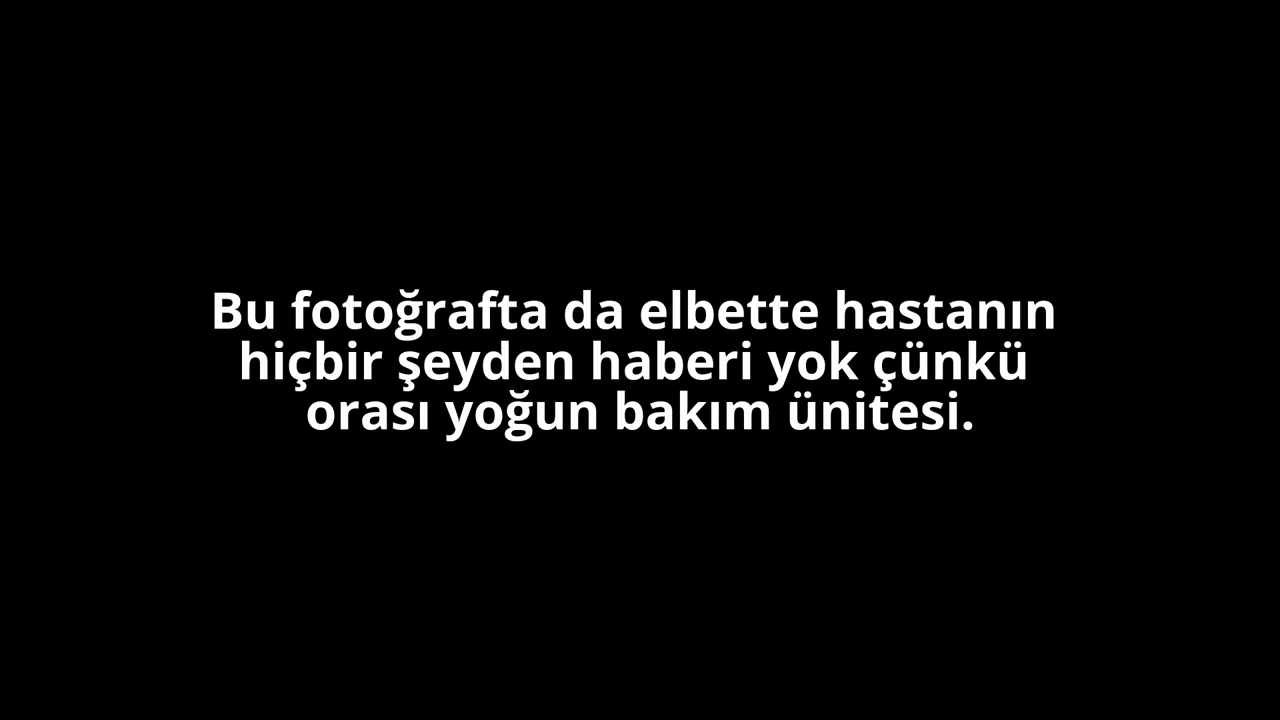 Bu fotoğrafta da elbette hastanın
hiçbir şeyden haberi yok çünkü
orası yoğun bakım ünitesi.